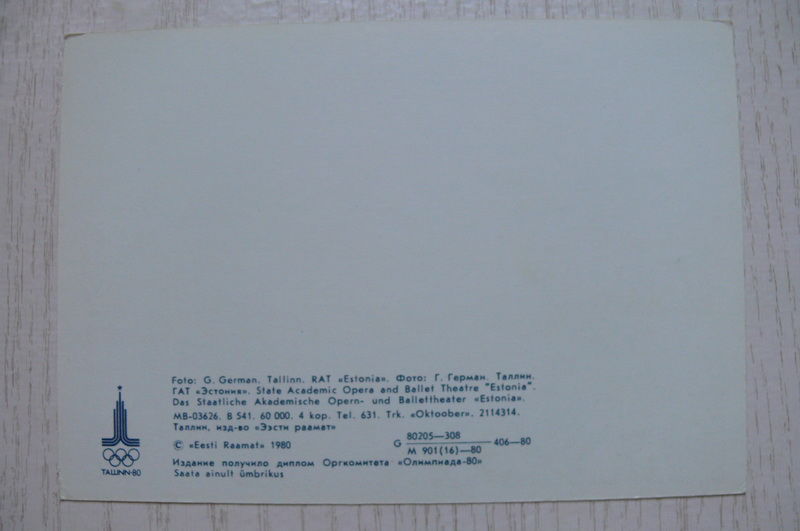 Foto: G. German. Tallinn. RAT «Estonia». Фото: Г. Герман. Таллин.
ГАТ «Эстония». State Academic Opera and Ballet Theatre "Estonia".
Das Staatliche Akademische Opern- und Ballettheater «Estonia».
MB-03626. B 541. 60 000. 4 kop. Tel. 631. Trk. «Oktoober». 2114314.
Таллин, изд-во «Ээсти раамат»
© «Eesti Raamat» 1980
G 80205—308
M 901(16)—80 406—80
Издание получило диплом Оргкомитета «Олимпиада-80»
Saata ainult ümbrikus
TALLINN·80